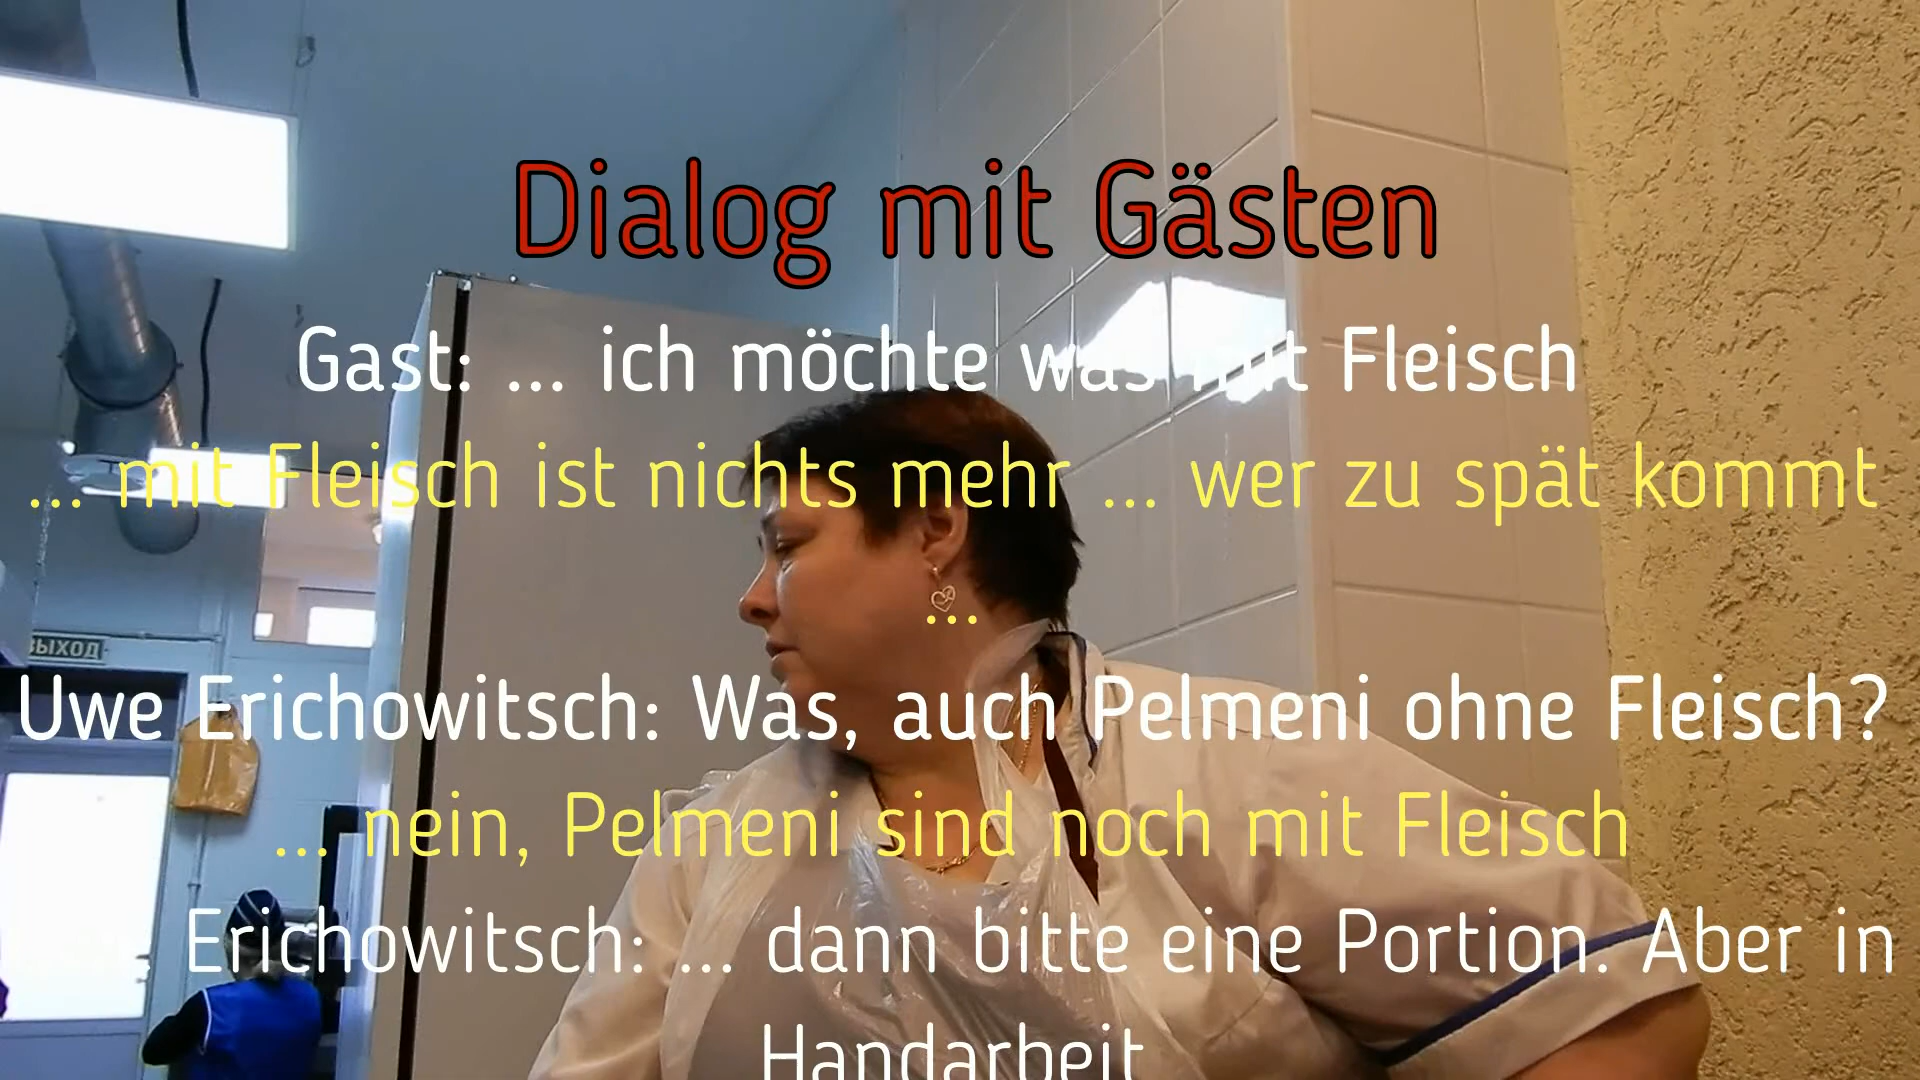 Dialog mit Gästen
Gast: ... ich möchte was mit Fleisch
... mit Fleisch ist nichts mehr ... wer zu spät kommt
...
ВЫХОД
Uwe Erichowitsch: Was, auch Pelmeni ohne Fleisch?
... nein, Pelmeni sind noch mit Fleisch
Erichowitsch: ... dann bitte eine Portion. Aber in
Handarbeit